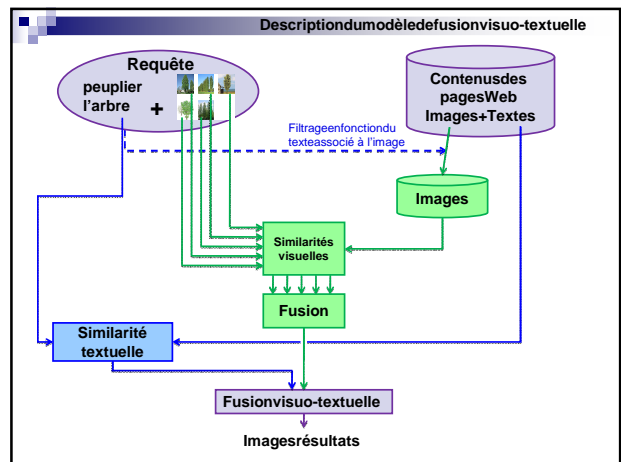 Descriptiondumodèledefusionvisuo-textuelle
Requête
peuplier
l'arbre
+
Contenusdes
pagesWeb
Images+Textes
Filtrageenfonctiondu
texteassocié à l'image
Images
Similarités
visuelles
Fusion
Similarité
textuelle
Fusionvisuo-textuelle
Imagesrésultats